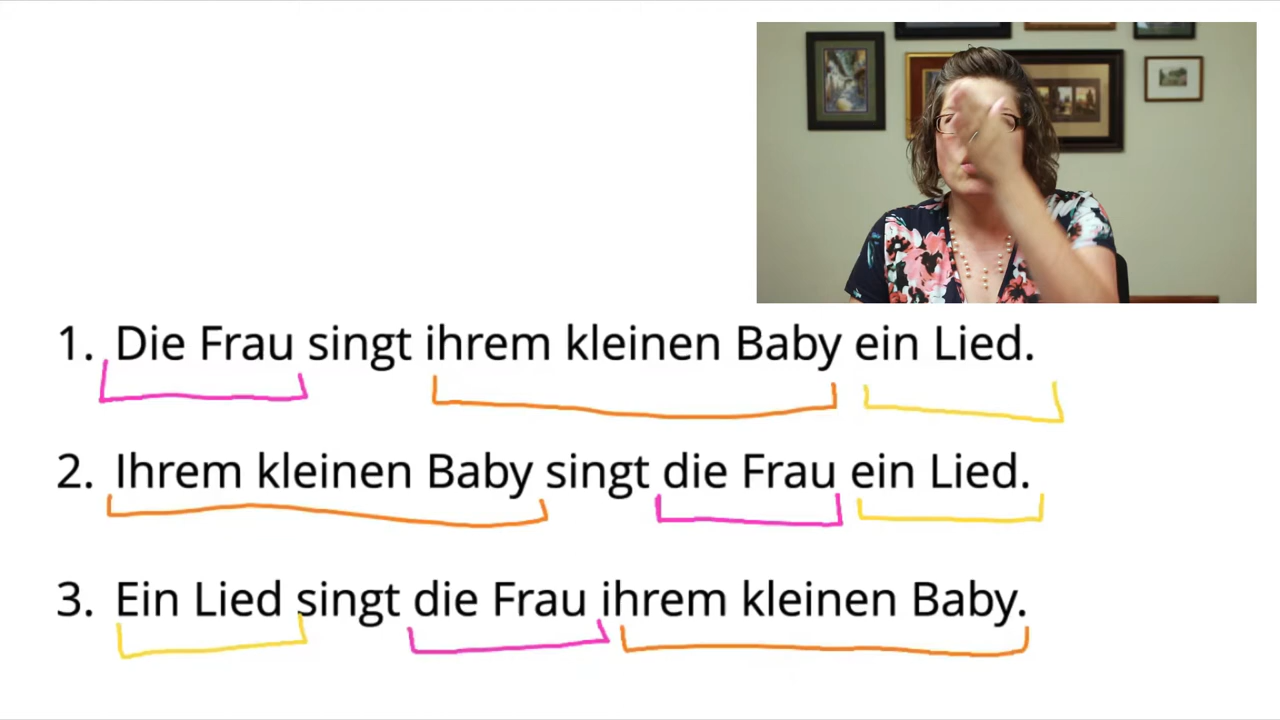 1. Die Frau singt ihrem kleinen Baby ein Lied.
2. Ihrem kleinen Baby singt die Frau ein Lied.
3. Ein Lied singt die Frau ihrem kleinen Baby.